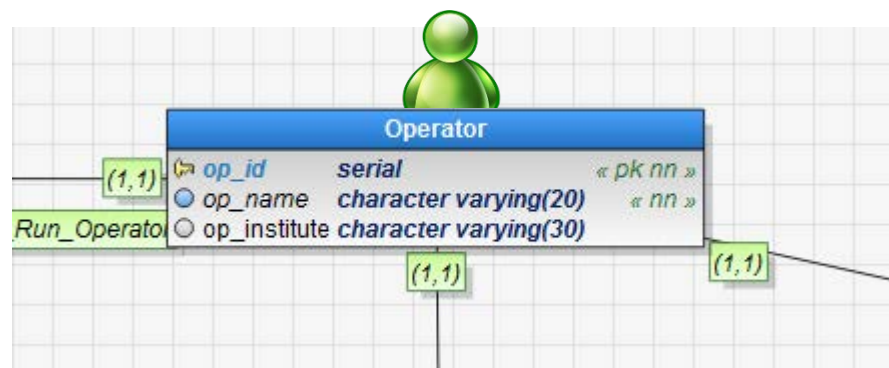 Operator
(1,1)
op_id serial « pk nn »
op_name character varying(20) « nn »
_Run_Operator
op_institute character varying(30)
(1,1)
(1,1)